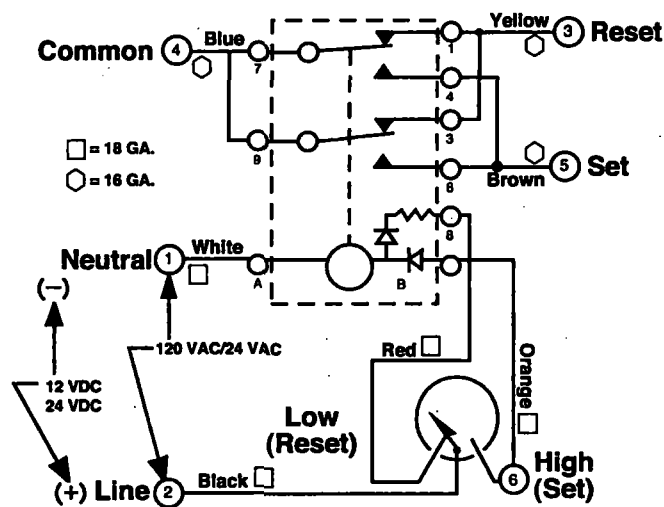 Common 4 Blue 7 1 Yellow 3 Reset
4
9 3
= 18 GA.
= 16 GA.
6 Brown 5 Set
8
Neutral 1 White A B
(−)
120 VAC/24 VAC
12 VDC
24 VDC
Red
Orange
Low
(Reset)
(+) Line 2 Black
6 High
(Set)